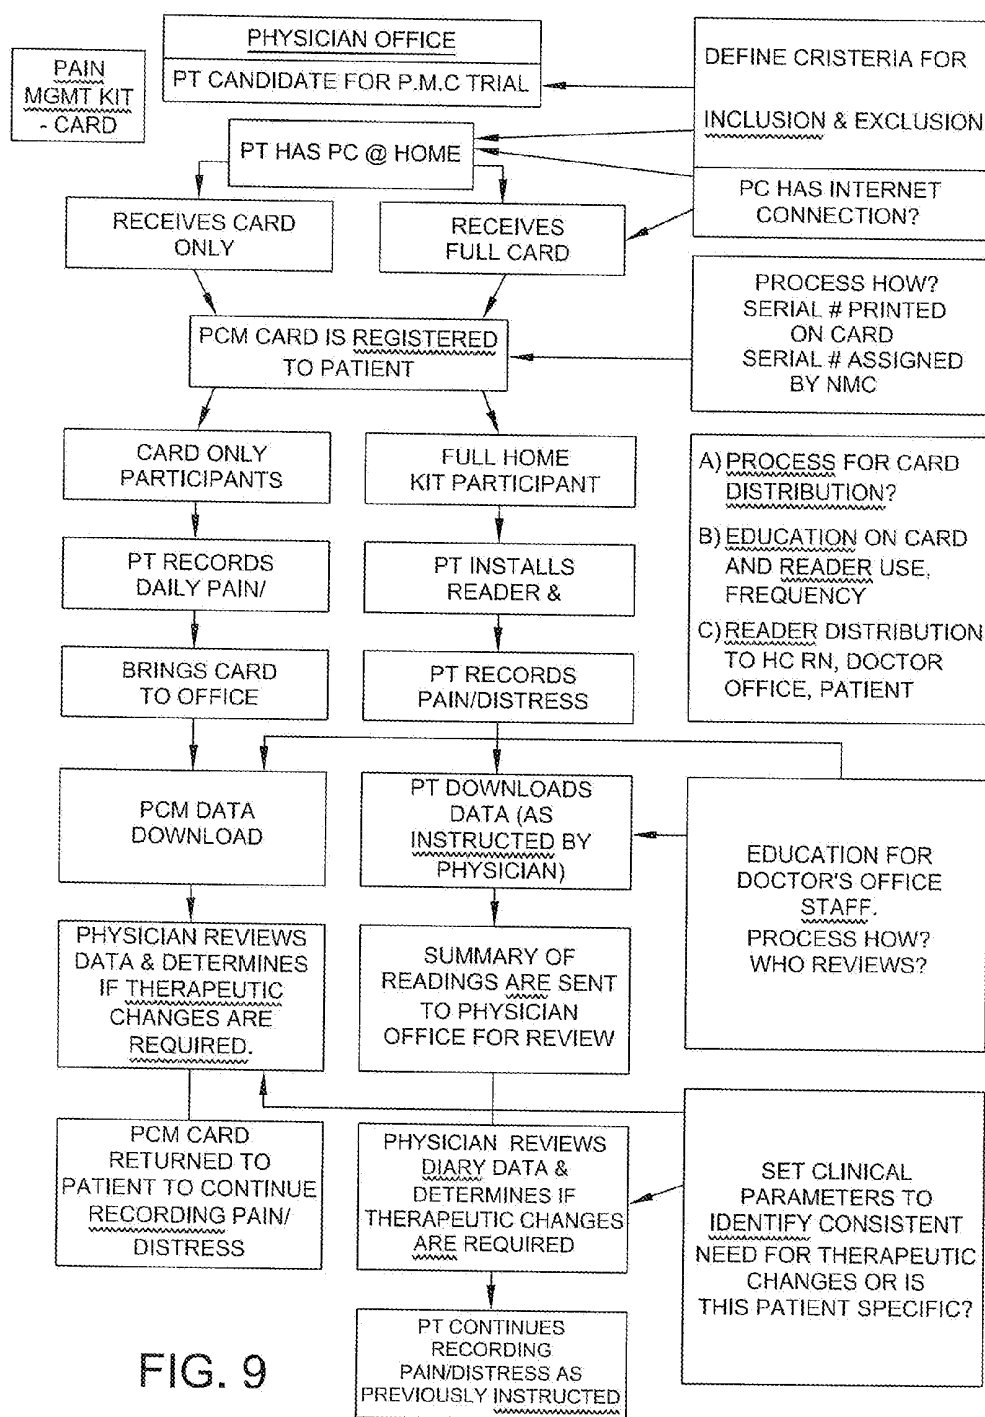 PHYSICIAN OFFICE
PT CANDIDATE FOR P.M.C TRIAL
PAIN
MGMT KIT
- CARD
DEFINE CRISTERIA FOR
INCLUSION & EXCLUSION
PT HAS PC @ HOME
PC HAS INTERNET
CONNECTION?
RECEIVES CARD
ONLY
RECEIVES
FULL CARD
PROCESS HOW?
SERIAL # PRINTED
ON CARD
SERIAL # ASSIGNED
BY NMC
PCM CARD IS REGISTERED
TO PATIENT
CARD ONLY
PARTICIPANTS
FULL HOME
KIT PARTICIPANT
A) PROCESS FOR CARD
DISTRIBUTION?
B) EDUCATION ON CARD
AND READER USE,
FREQUENCY
C) READER DISTRIBUTION
TO HC RN, DOCTOR
OFFICE, PATIENT
PT RECORDS
DAILY PAIN/
PT INSTALLS
READER &
BRINGS CARD
TO OFFICE
PT RECORDS
PAIN/DISTRESS
PCM DATA
DOWNLOAD
PT DOWNLOADS
DATA (AS
INSTRUCTED BY
PHYSICIAN)
EDUCATION FOR
DOCTOR'S OFFICE
STAFF.
PROCESS HOW?
WHO REVIEWS?
PHYSICIAN REVIEWS
DATA & DETERMINES
IF THERAPEUTIC
CHANGES ARE
REQUIRED.
SUMMARY OF
READINGS ARE SENT
TO PHYSICIAN
OFFICE FOR REVIEW
PCM CARD
RETURNED TO
PATIENT TO CONTINUE
RECORDING PAIN/
DISTRESS
PHYSICIAN REVIEWS
DIARY DATA &
DETERMINES IF
THERAPEUTIC CHANGES
ARE REQUIRED
SET CLINICAL
PARAMETERS TO
IDENTIFY CONSISTENT
NEED FOR THERAPEUTIC
CHANGES OR IS
THIS PATIENT SPECIFIC?
PT CONTINUES
RECORDING
PAIN/DISTRESS AS
PREVIOUSLY INSTRUCTED
FIG. 9